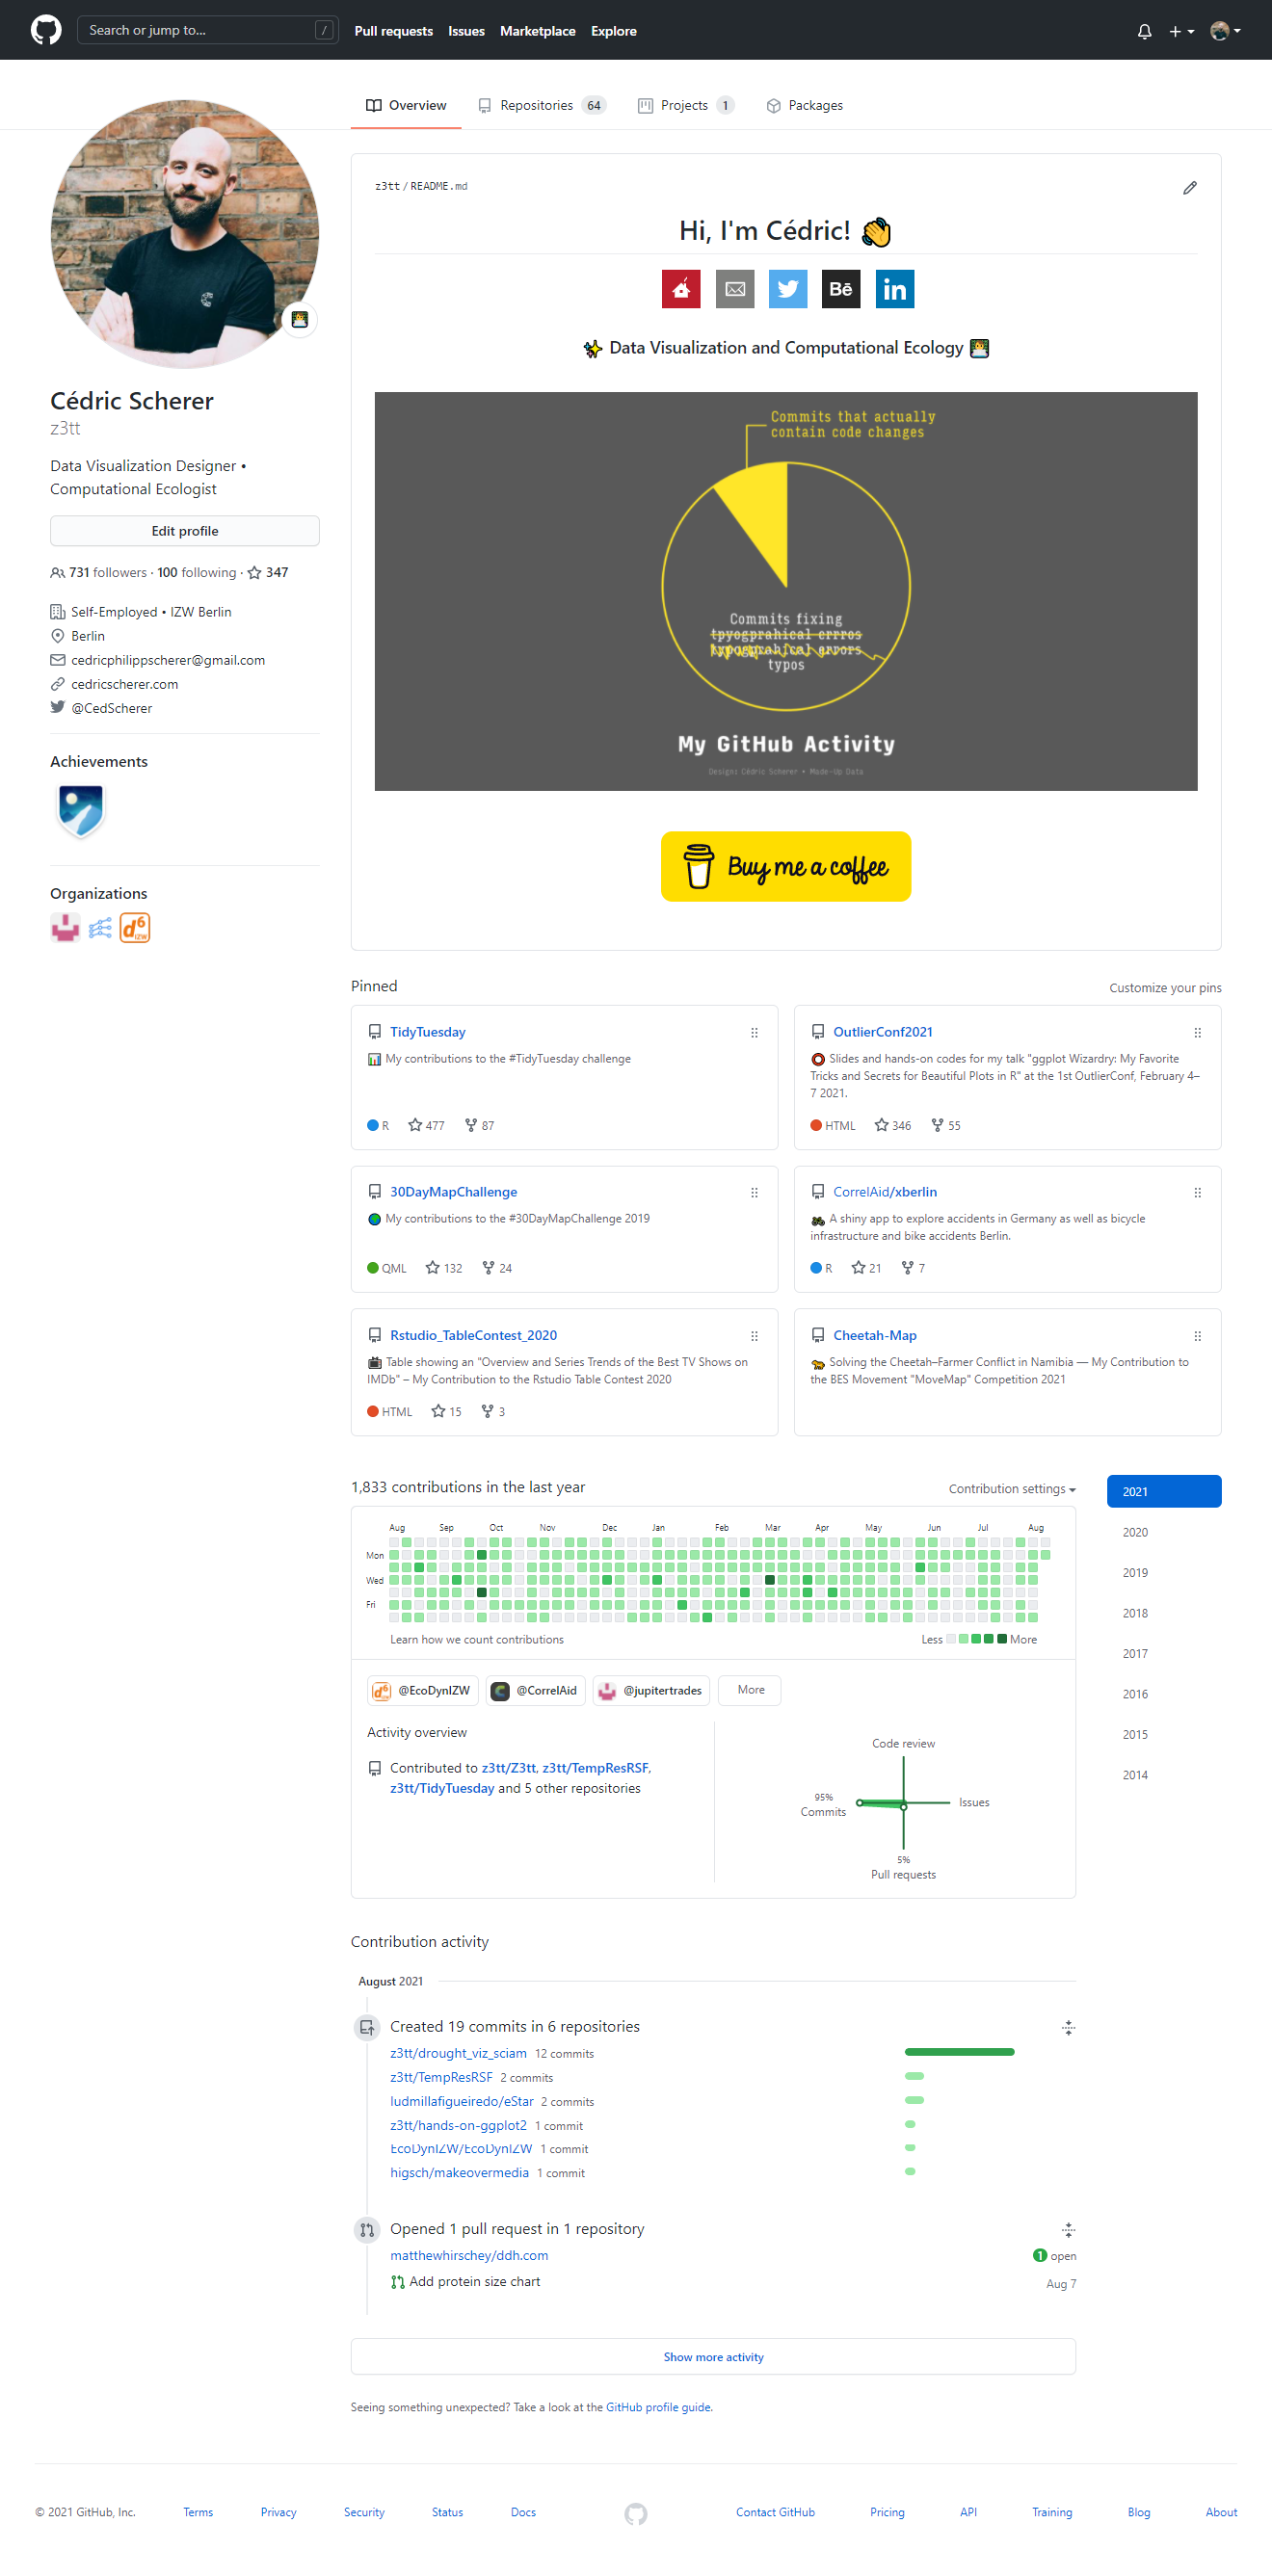 Search or jump to...
/
Pull requests
Issues
Marketplace
Explore
Overview
Repositories 64
Projects 1
Packages
Cédric Scherer
z3tt
Data Visualization Designer •
Computational Ecologist
Edit profile
731 followers · 100 following · 347
Self-Employed • IZW Berlin
Berlin
cedricphilippscherer@gmail.com
cedricscherer.com
@CedScherer
Achievements
Organizations
d6
IZW
z3tt / README.md
Hi, I'm Cédric!
Bē
in
Data Visualization and Computational Ecology
Commits that actually
contain code changes
Commits fixing
tpyogprahical errros
typogpahical errors
typos
My GitHub Activity
Design: Cédric Scherer • Made-Up Data
Buy me a coffee
Pinned
Customize your pins
TidyTuesday
My contributions to the #TidyTuesday challenge
R 477 87
OutlierConf2021
Slides and hands-on codes for my talk "ggplot Wizardry: My Favorite
Tricks and Secrets for Beautiful Plots in R" at the 1st OutlierConf, February 4–
7 2021.
HTML 346 55
30DayMapChallenge
My contributions to the #30DayMapChallenge 2019
QML 132 24
CorrelAid/xberlin
A shiny app to explore accidents in Germany as well as bicycle
infrastructure and bike accidents Berlin.
R 21 7
Rstudio_TableContest_2020
Table showing an "Overview and Series Trends of the Best TV Shows on
IMDb" – My Contribution to the Rstudio Table Contest 2020
HTML 15 3
Cheetah-Map
Solving the Cheetah–Farmer Conflict in Namibia — My Contribution to
the BES Movement "MoveMap" Competition 2021
1,833 contributions in the last year
Contribution settings
Aug Sep Oct Nov Dec Jan Feb Mar Apr May Jun Jul Aug
Mon
Wed
Fri
Learn how we count contributions
Less More
2021
2020
2019
2018
2017
2016
2015
2014
@EcoDynIZW
@CorrelAid
@jupitertrades
More
Activity overview
Contributed to z3tt/Z3tt, z3tt/TempResRSF,
z3tt/TidyTuesday and 5 other repositories
Code review
95%
Commits
Issues
5%
Pull requests
Contribution activity
August 2021
Created 19 commits in 6 repositories
z3tt/drought_viz_sciam 12 commits
z3tt/TempResRSF 2 commits
ludmillafigueiredo/eStar 2 commits
z3tt/hands-on-ggplot2 1 commit
EcoDynIZW/EcoDynIZW 1 commit
higsch/makeovermedia 1 commit
Opened 1 pull request in 1 repository
matthewhirschey/ddh.com
1 open
Add protein size chart
Aug 7
Show more activity
Seeing something unexpected? Take a look at the GitHub profile guide.
© 2021 GitHub, Inc.
Terms
Privacy
Security
Status
Docs
Contact GitHub
Pricing
API
Training
Blog
About